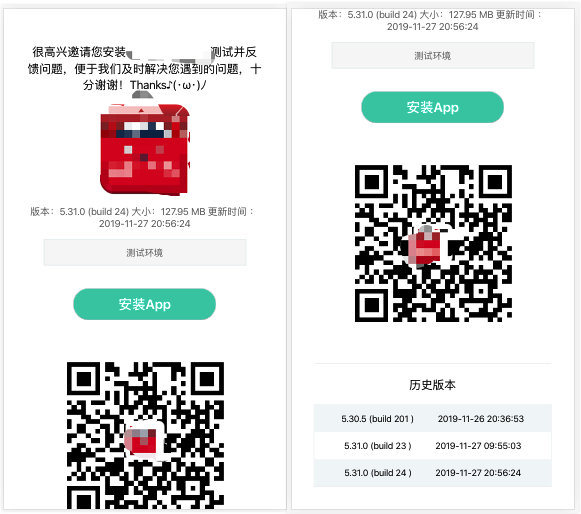 很高兴邀请您安装 测试并反
馈问题，便于我们及时解决您遇到的问题，十
分谢谢！Thanks♪(･ω･)ﾉ
版本：5.31.0 (build 24) 大小：127.95 MB 更新时间：
2019-11-27 20:56:24
测试环境
安装App
版本：5.31.0 (build 24) 大小：127.95 MB 更新时间：
2019-11-27 20:56:24
测试环境
安装App
历史版本
5.30.5 (build 201 ) 2019-11-26 20:36:53
5.31.0 (build 23 ) 2019-11-27 09:55:03
5.31.0 (build 24 ) 2019-11-27 20:56:24